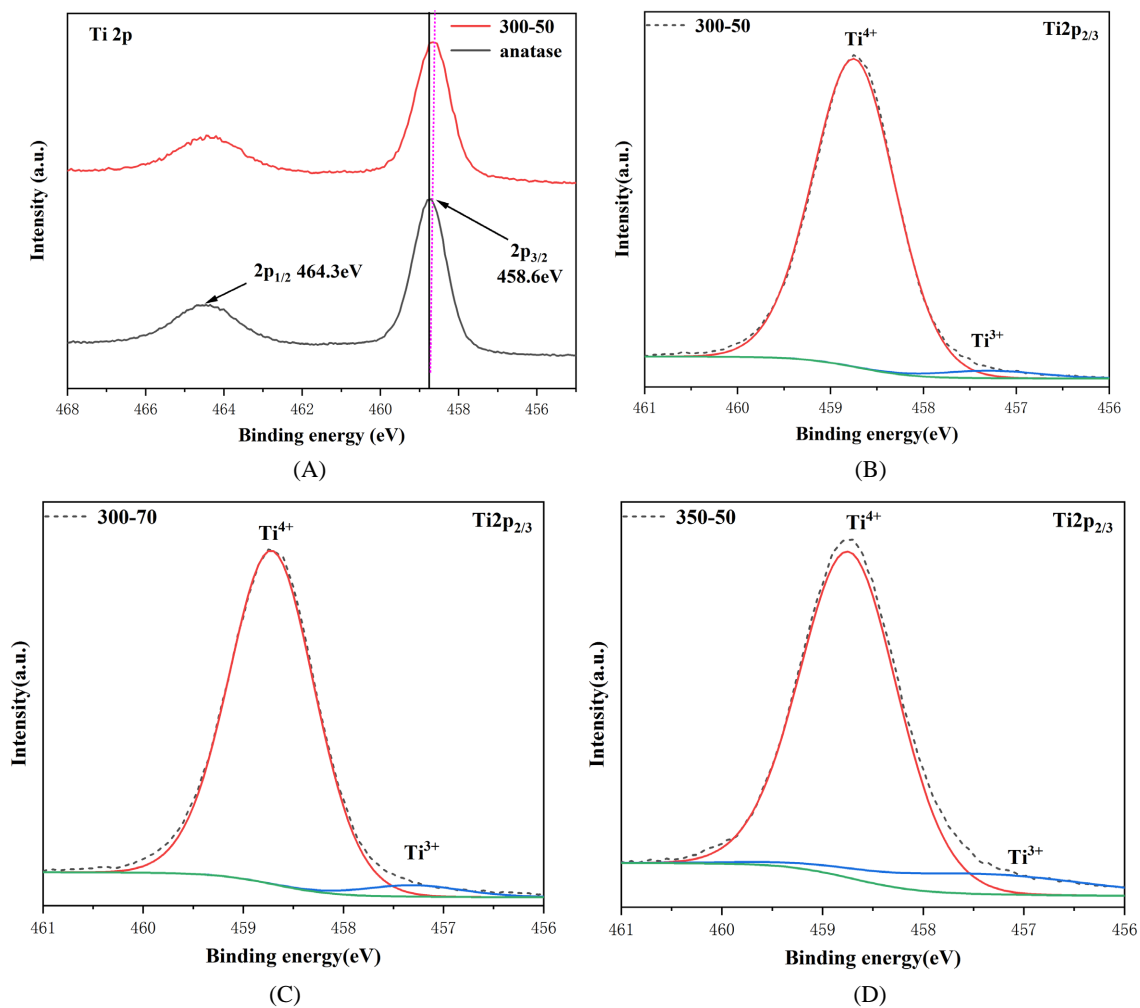 Ti 2p
300-50
anatase
2p₃/₂
458.6eV
2p₁/₂ 464.3eV
Intensity (a.u.)
468 466 464 462 460 458 456
Binding energy (eV)
(A)
300-50
Ti⁴⁺
Ti2p₂/₃
Ti³⁺
Intensity(a.u.)
461 460 459 458 457 456
Binding energy(eV)
(B)
300-70
Ti⁴⁺
Ti2p₂/₃
Ti³⁺
Intensity(a.u.)
461 460 459 458 457 456
Binding energy(eV)
(C)
350-50
Ti⁴⁺
Ti2p₂/₃
Ti³⁺
Intensity(a.u.)
461 460 459 458 457 456
Binding energy(eV)
(D)